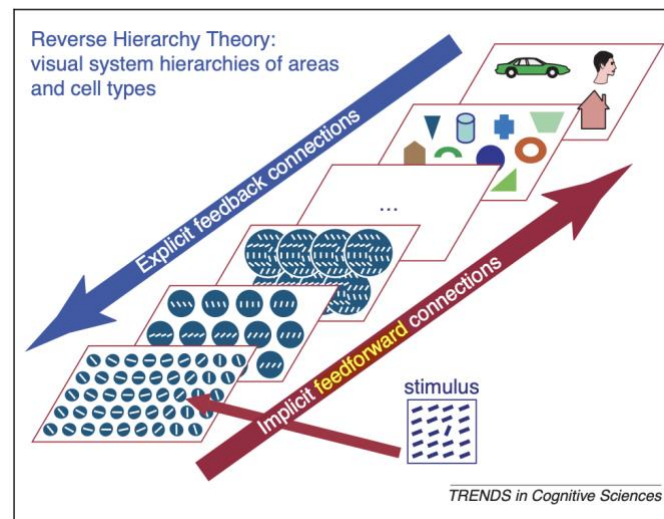 Reverse Hierarchy Theory:
visual system hierarchies of areas
and cell types
Explicit feedback connections
...
Implicit feedforward connections
stimulus
TRENDS in Cognitive Sciences